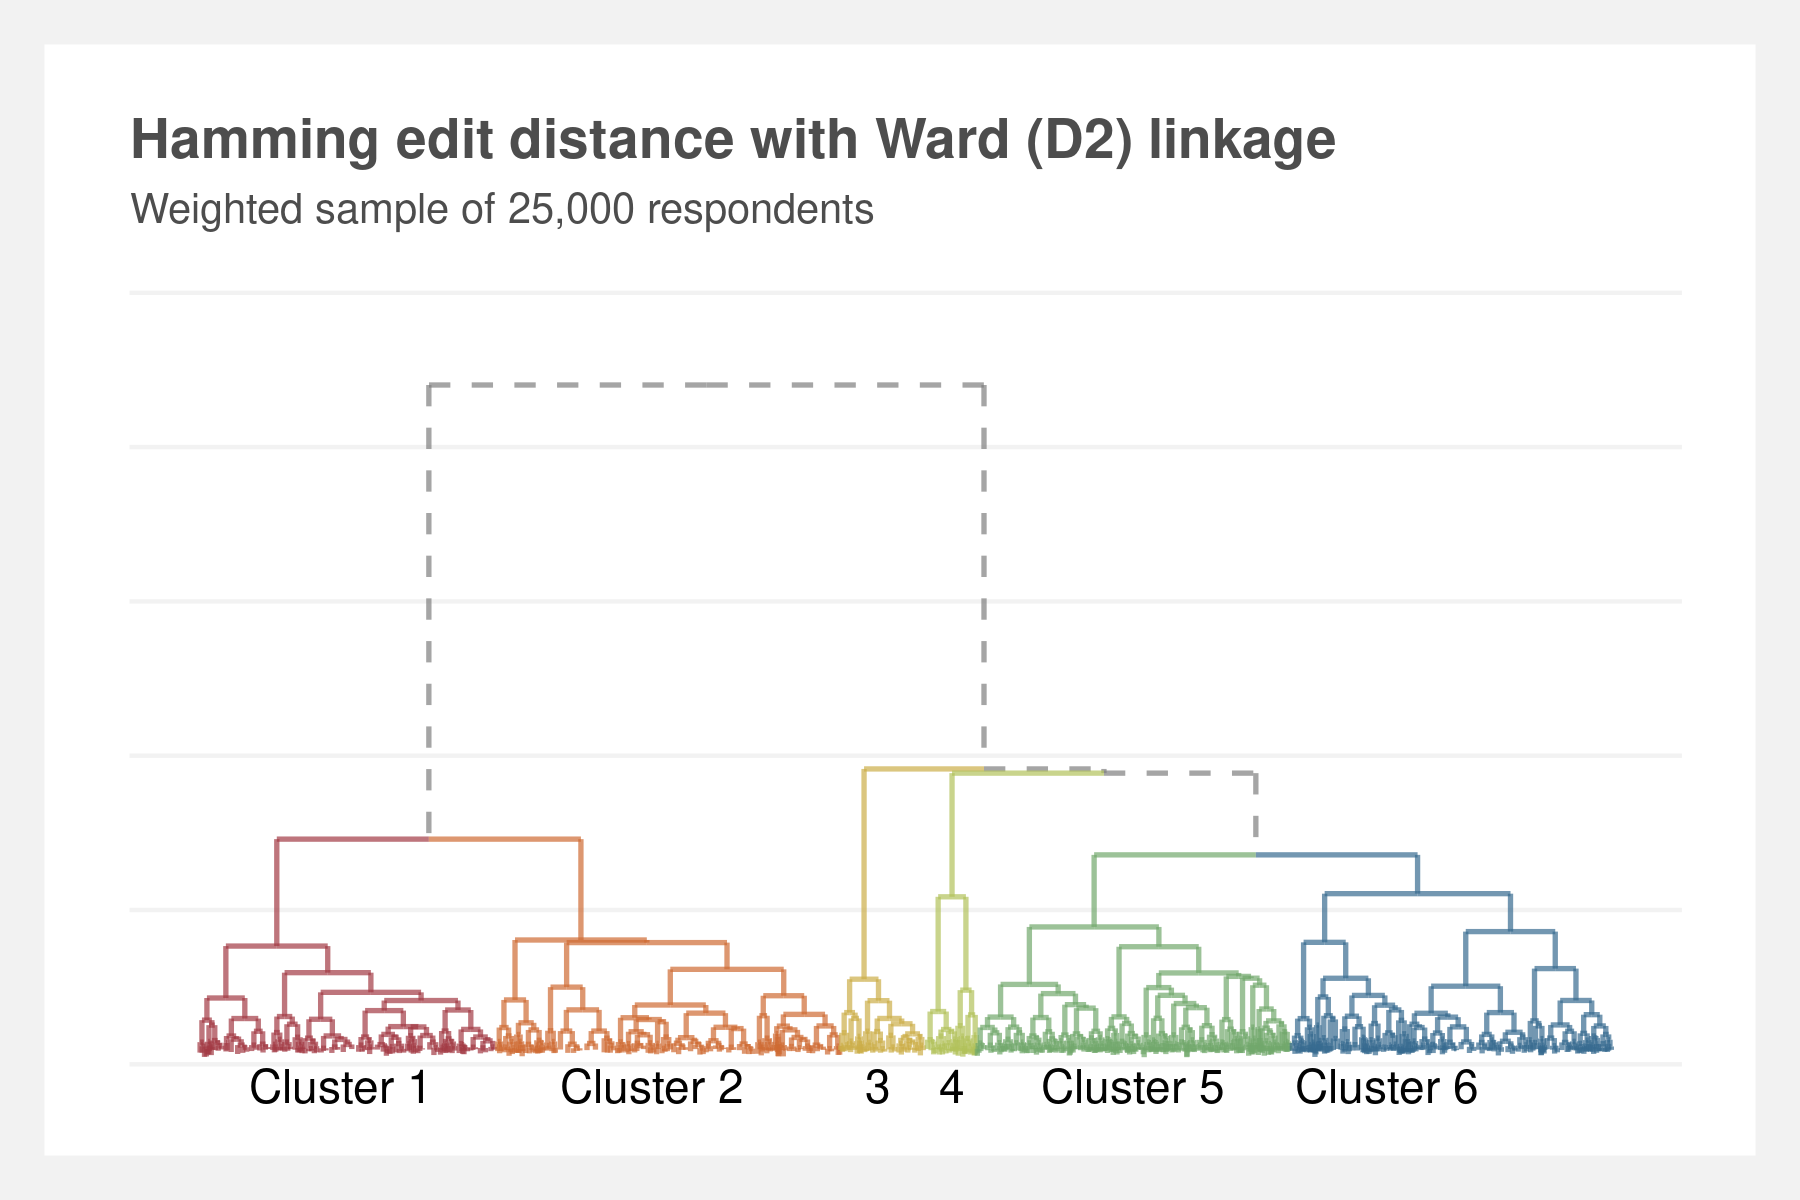 Hamming edit distance with Ward (D2) linkage
Weighted sample of 25,000 respondents
Cluster 1 Cluster 2 3 4 Cluster 5 Cluster 6